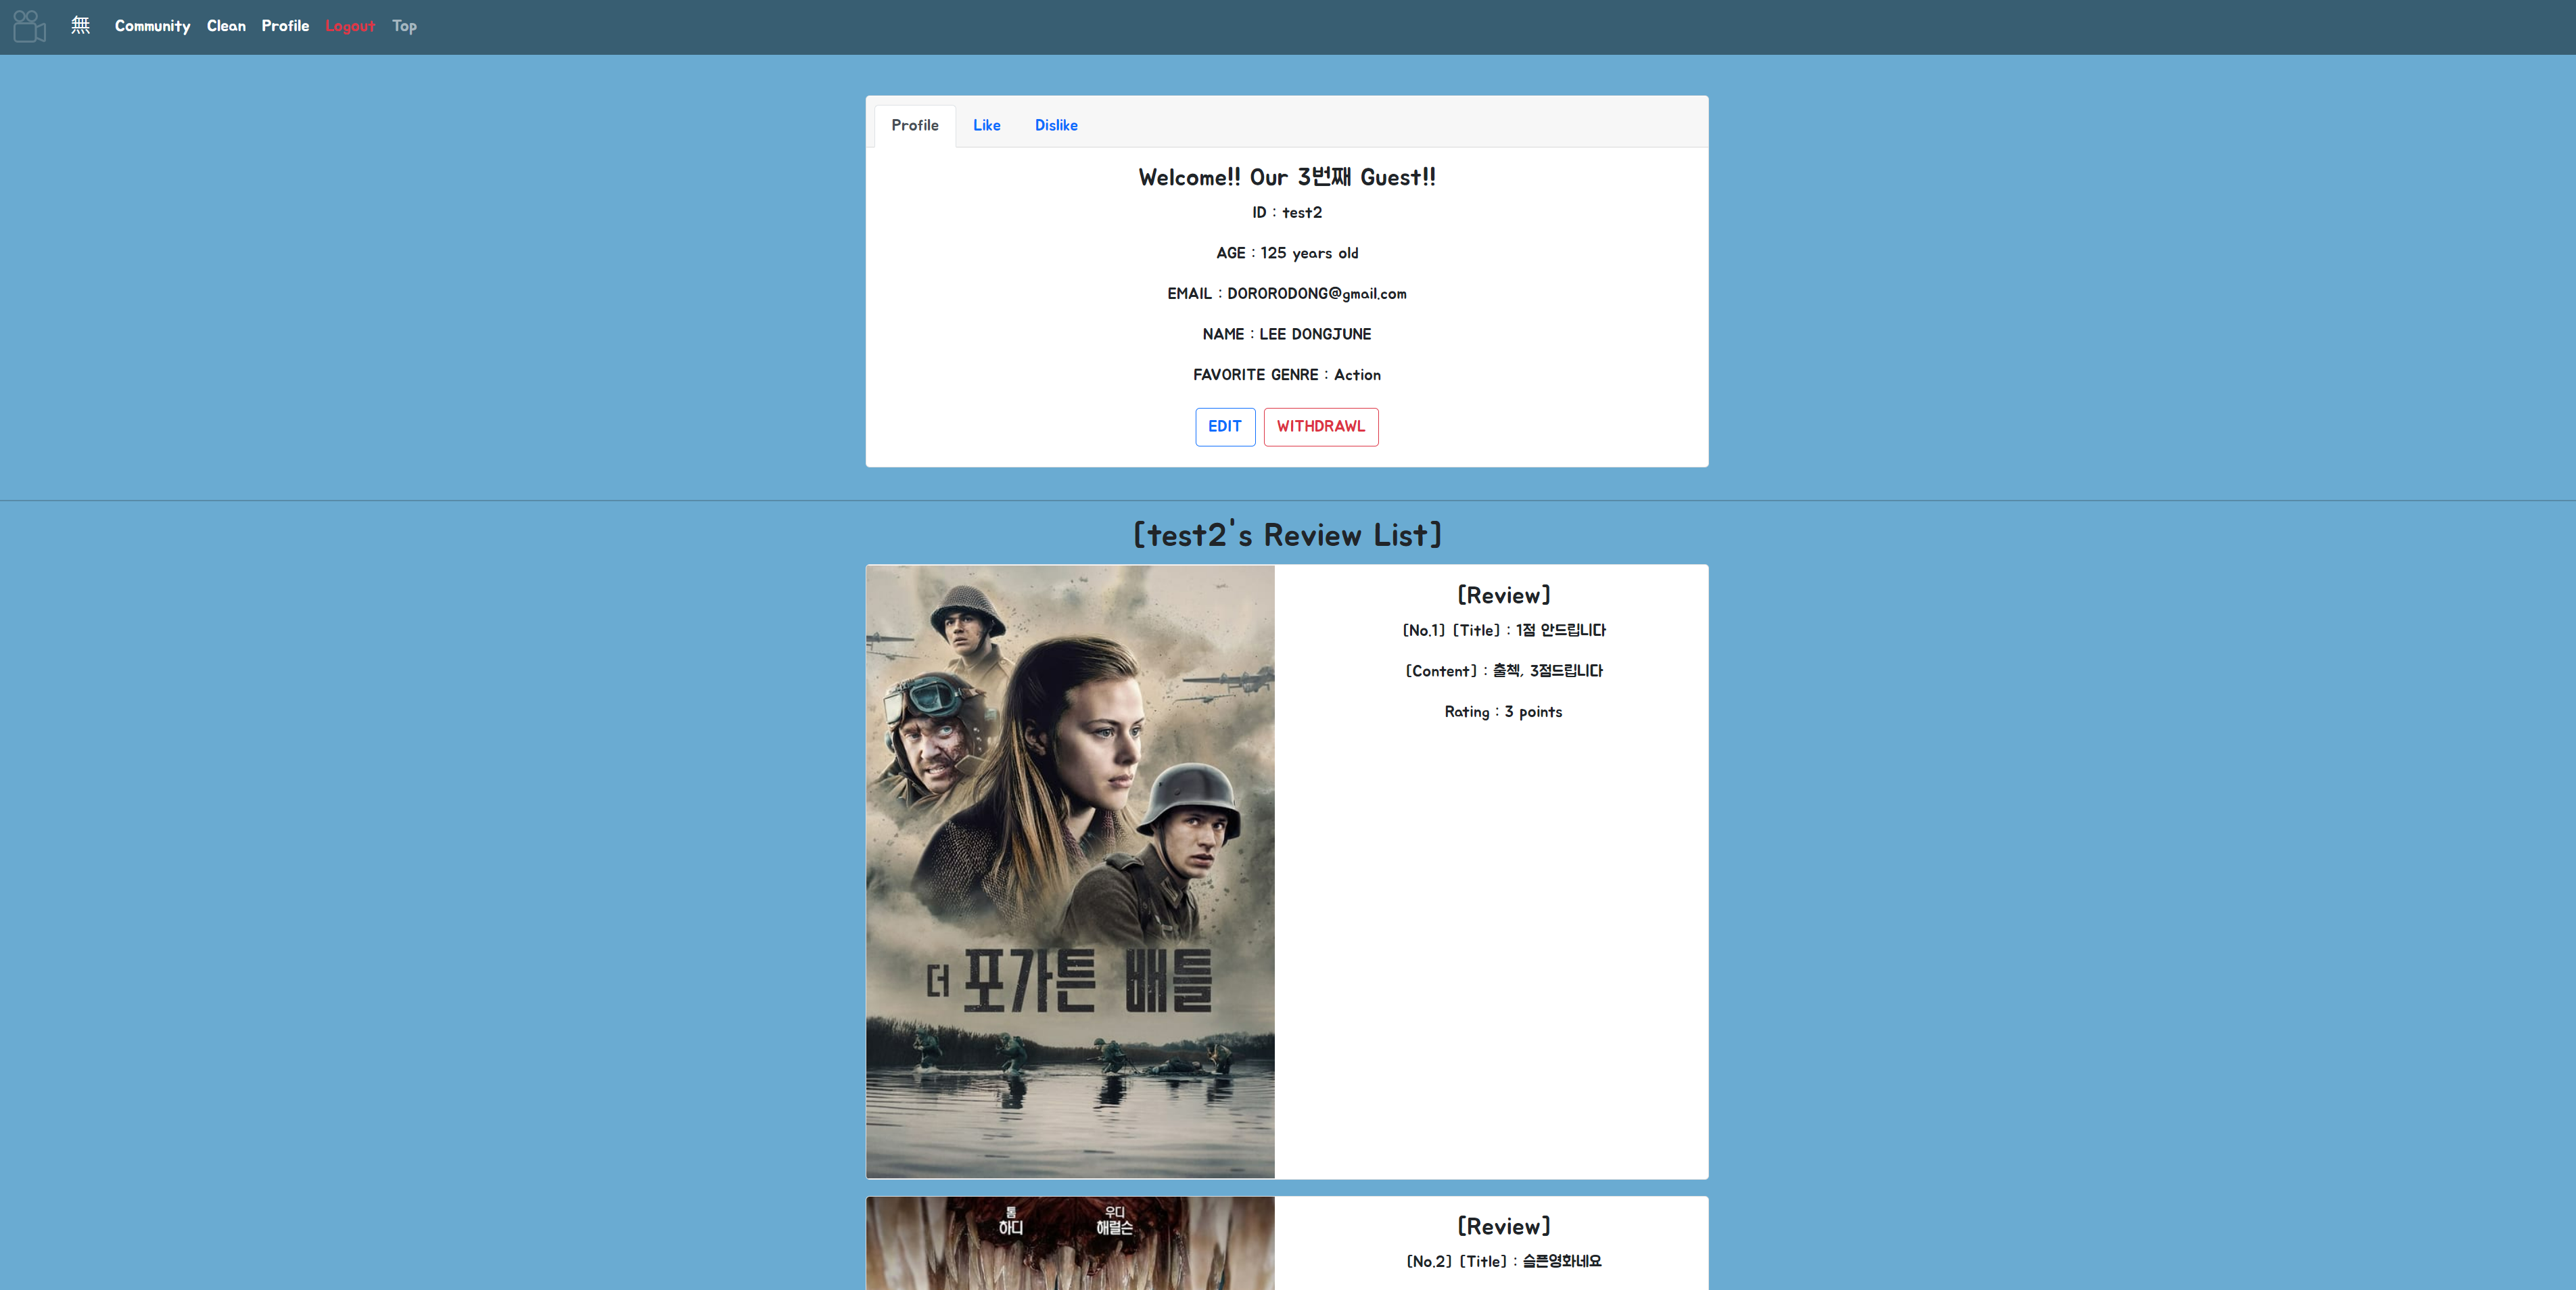 無 Community Clean Profile Logout Top
Profile Like Dislike
Welcome!! Our 3번째 Guest!!
ID : test2
AGE : 125 years old
EMAIL : DORORODONG@gmail.com
NAME : LEE DONGJUNE
FAVORITE GENRE : Action
EDIT WITHDRAWL
[test2's Review List]
더 포가튼 배틀
[Review]
[No.1] [Title] : 1점 안드립니다
[Content] : 출첵, 3점드립니다
Rating : 3 points
톰 하디
우디 해럴슨
[Review]
[No.2] [Title] : 슬픈영화네요